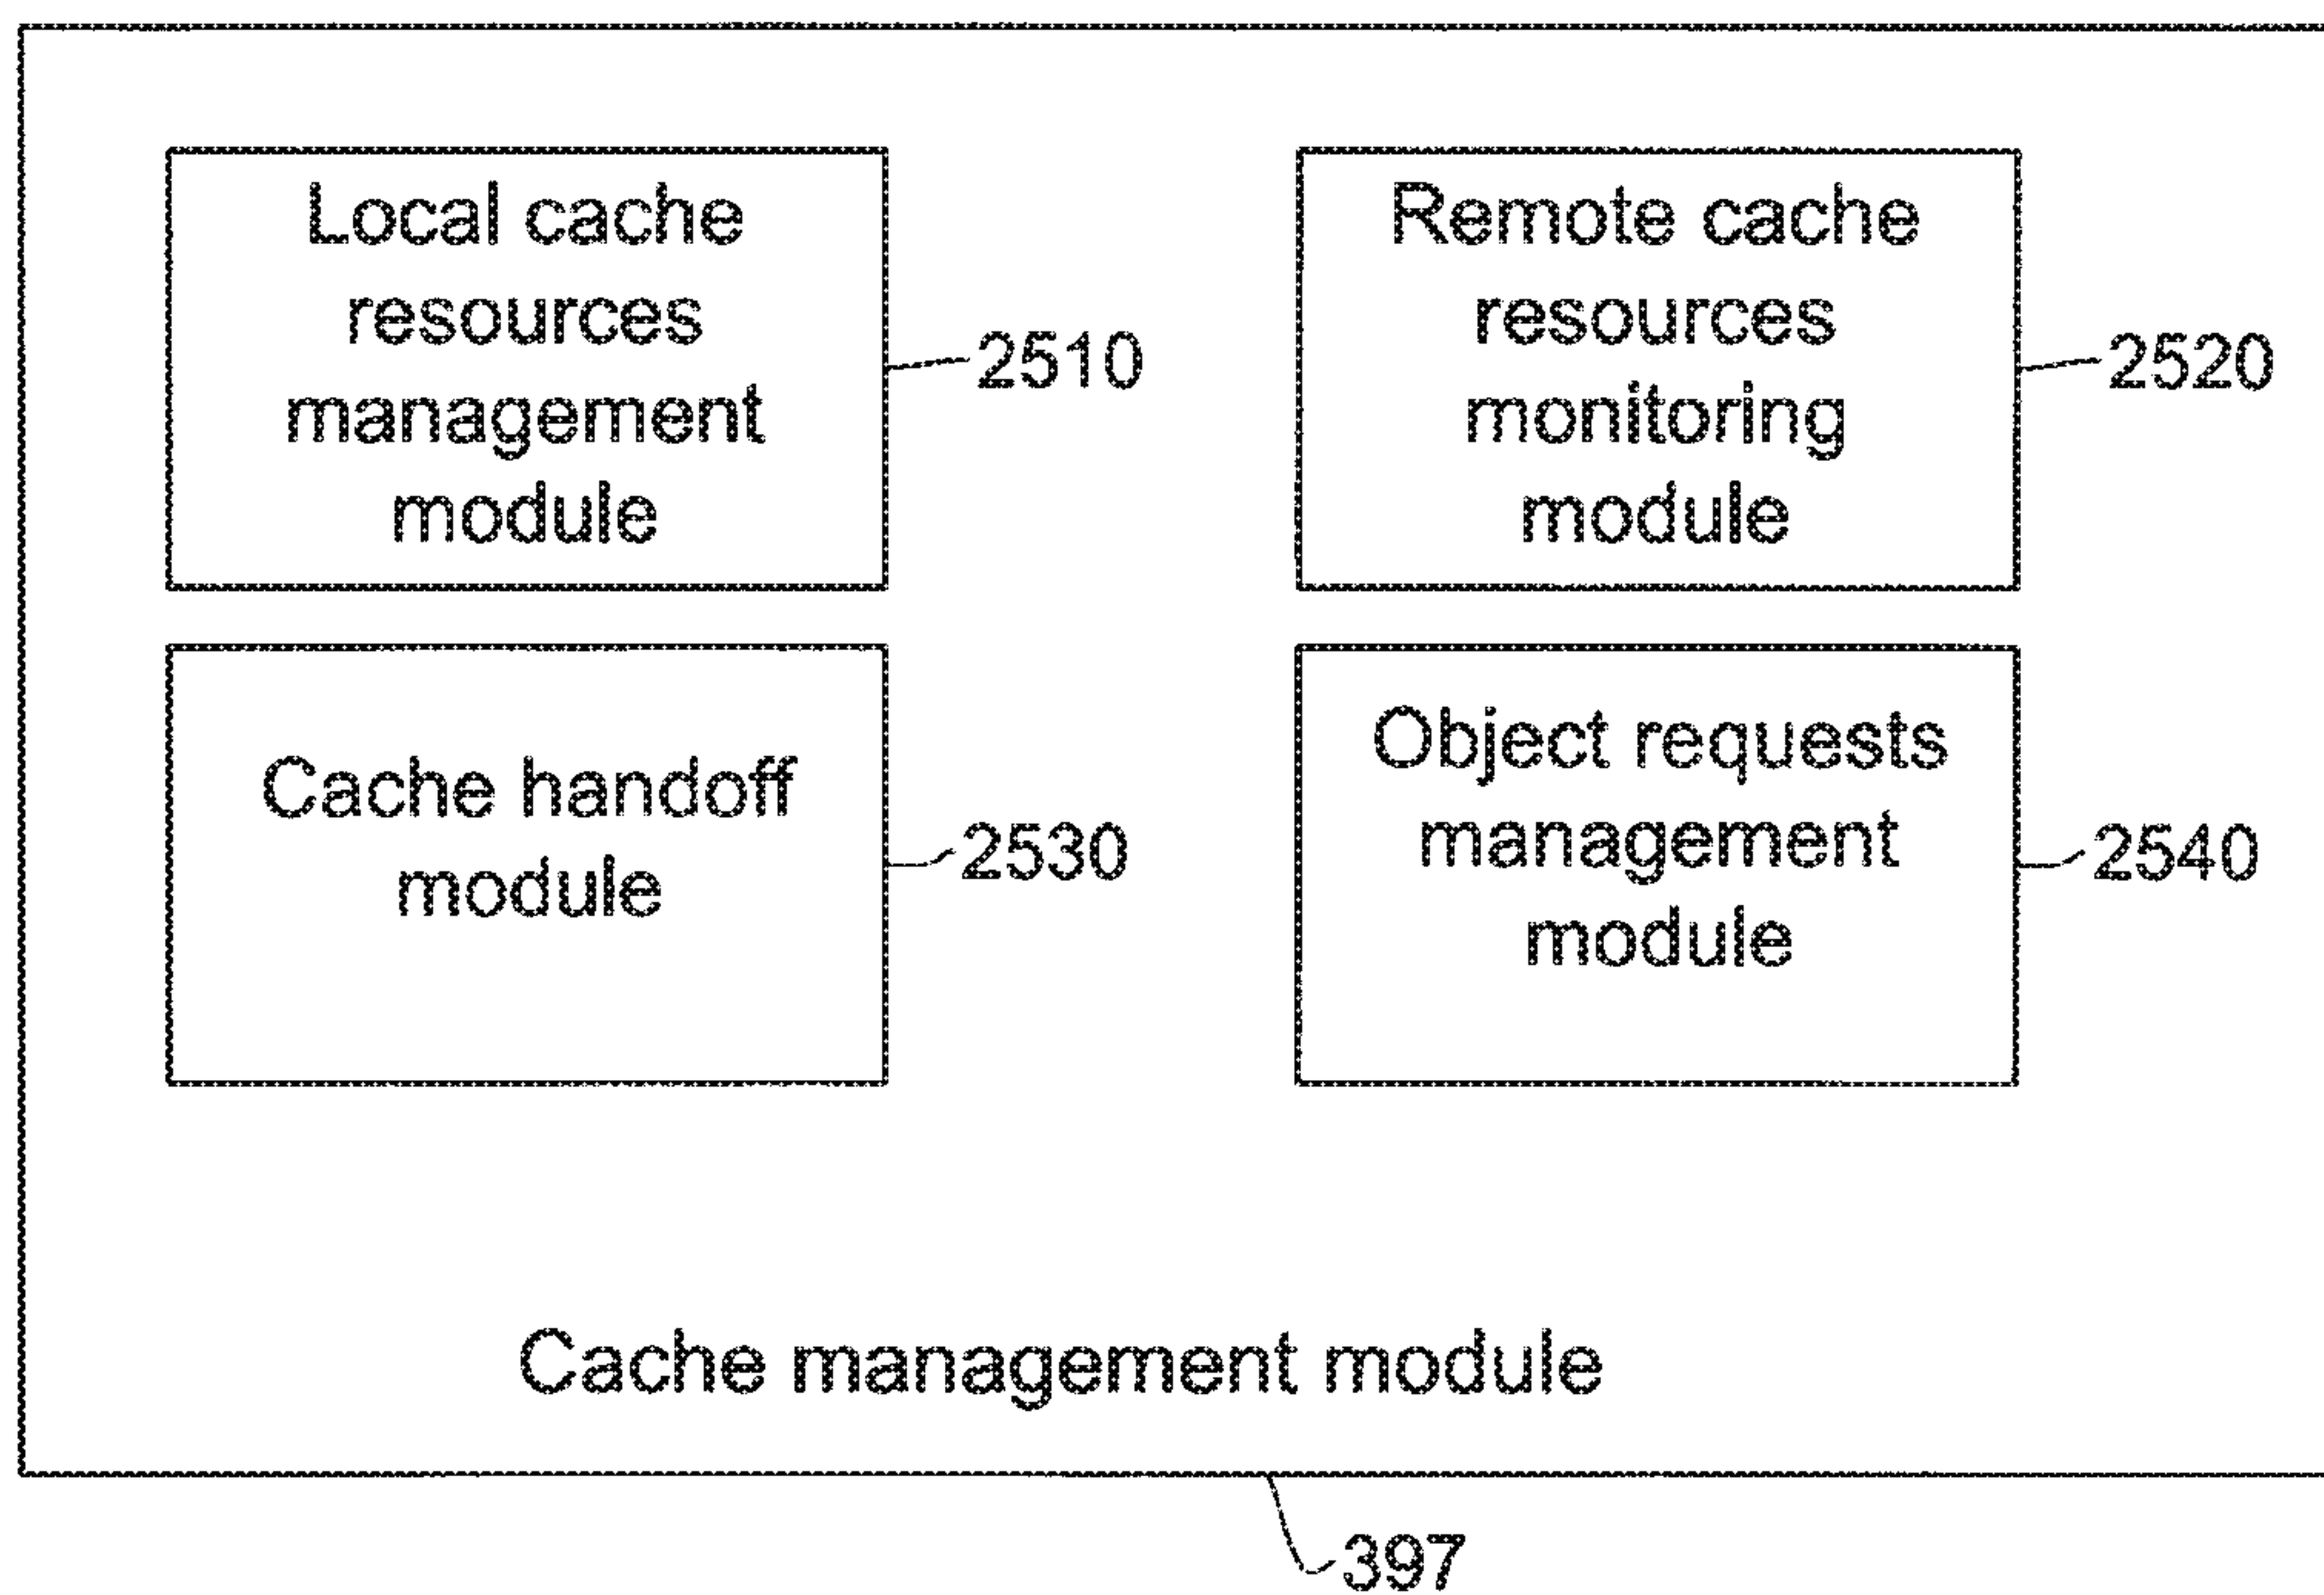 Local cache
resources
management
module
2510
Remote cache
resources
monitoring
module
2520
Cache handoff
module
2530
Object requests
management
module
2540
Cache management module
397